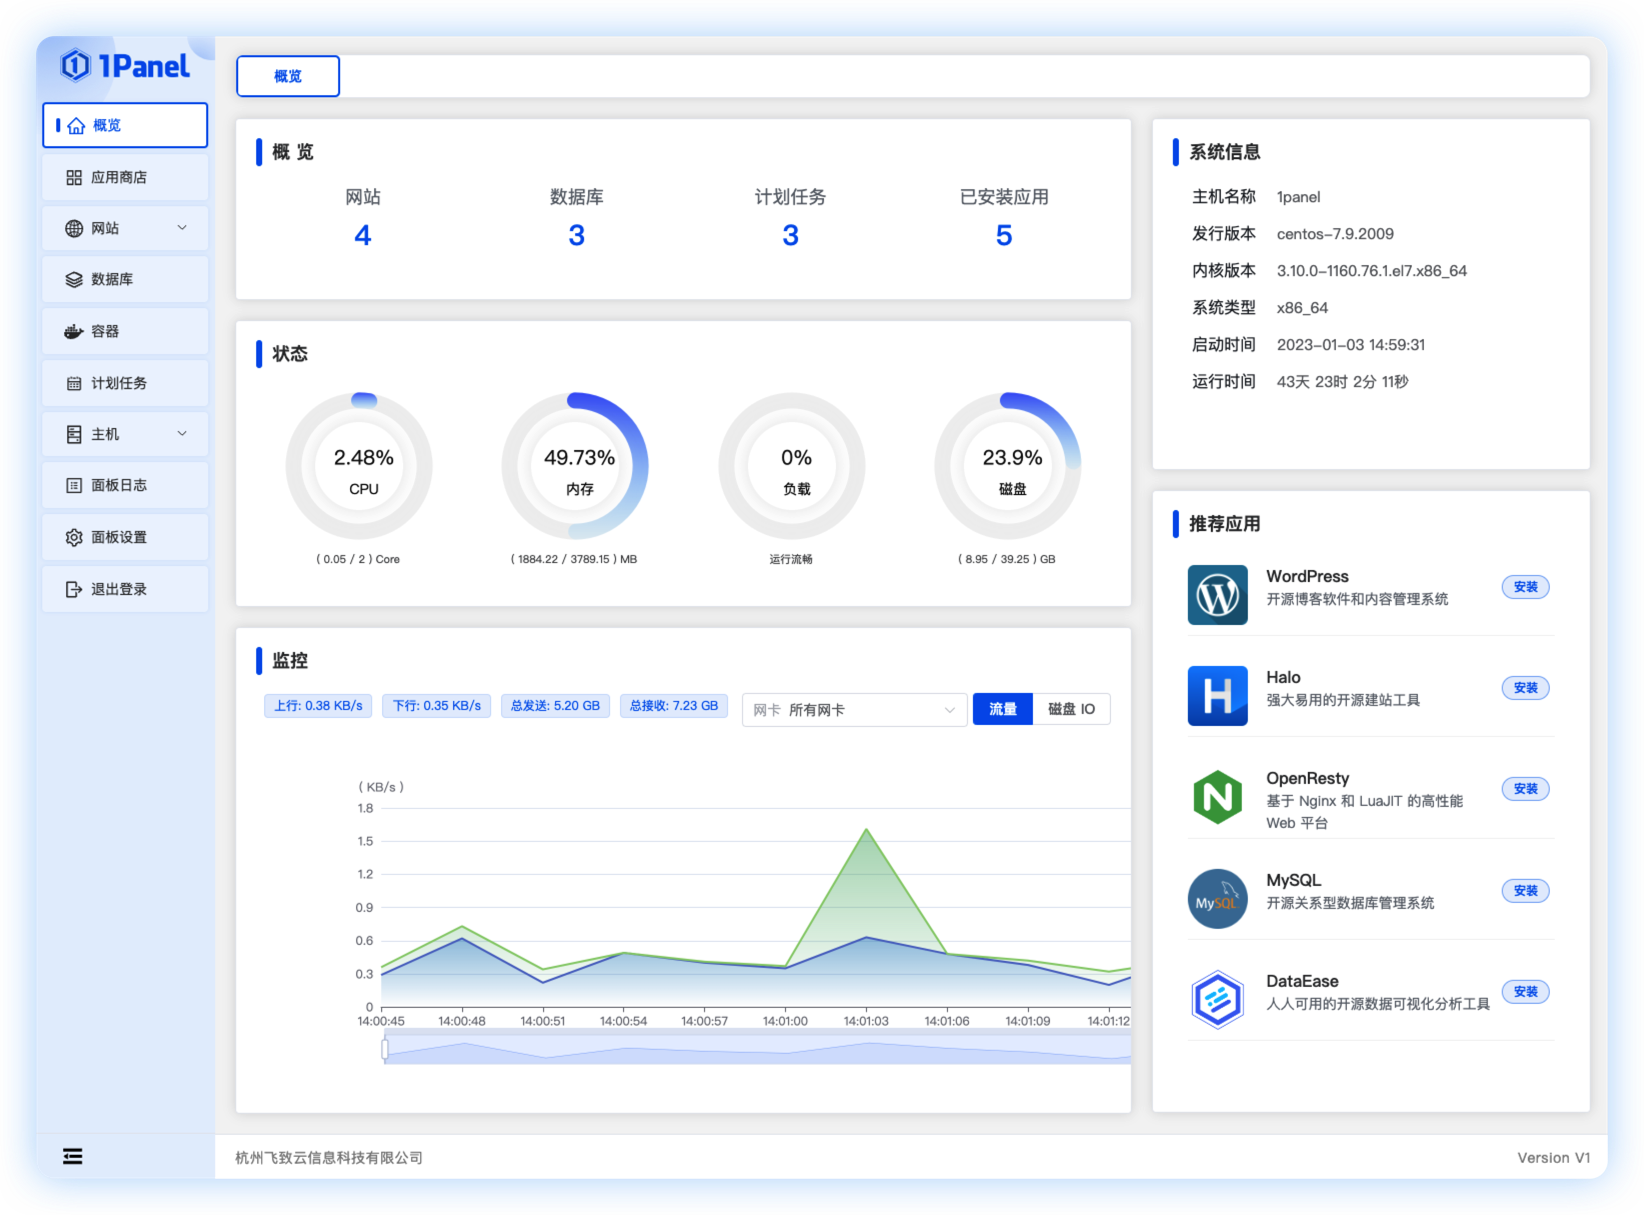 1Panel
概览
应用商店
网站
数据库
容器
计划任务
主机
面板日志
面板设置
退出登录
概览
概 览
网站
数据库
计划任务
已安装应用
4
3
3
5
状态
2.48%
CPU
( 0.05 / 2 ) Core
49.73%
内存
( 1884.22 / 3789.15 ) MB
0%
负载
运行流畅
23.9%
磁盘
( 8.95 / 39.25 ) GB
监控
上行: 0.38 KB/s
下行: 0.35 KB/s
总发送: 5.20 GB
总接收: 7.23 GB
网卡 所有网卡
流量
磁盘 IO
( KB/s )
1.8
1.5
1.2
0.9
0.6
0.3
0
14:00:45 14:00:48 14:00:51 14:00:54 14:00:57 14:01:00 14:01:03 14:01:06 14:01:09 14:01:12
系统信息
主机名称 1panel
发行版本 centos-7.9.2009
内核版本 3.10.0-1160.76.1.el7.x86_64
系统类型 x86_64
启动时间 2023-01-03 14:59:31
运行时间 43天 23时 2分 11秒
推荐应用
WordPress
开源博客软件和内容管理系统
安装
Halo
强大易用的开源建站工具
安装
OpenResty
基于 Nginx 和 LuaJIT 的高性能
Web 平台
安装
MySQL
MySQL
开源关系型数据库管理系统
安装
DataEase
人人可用的开源数据可视化分析工具
安装
杭州飞致云信息科技有限公司
Version V1